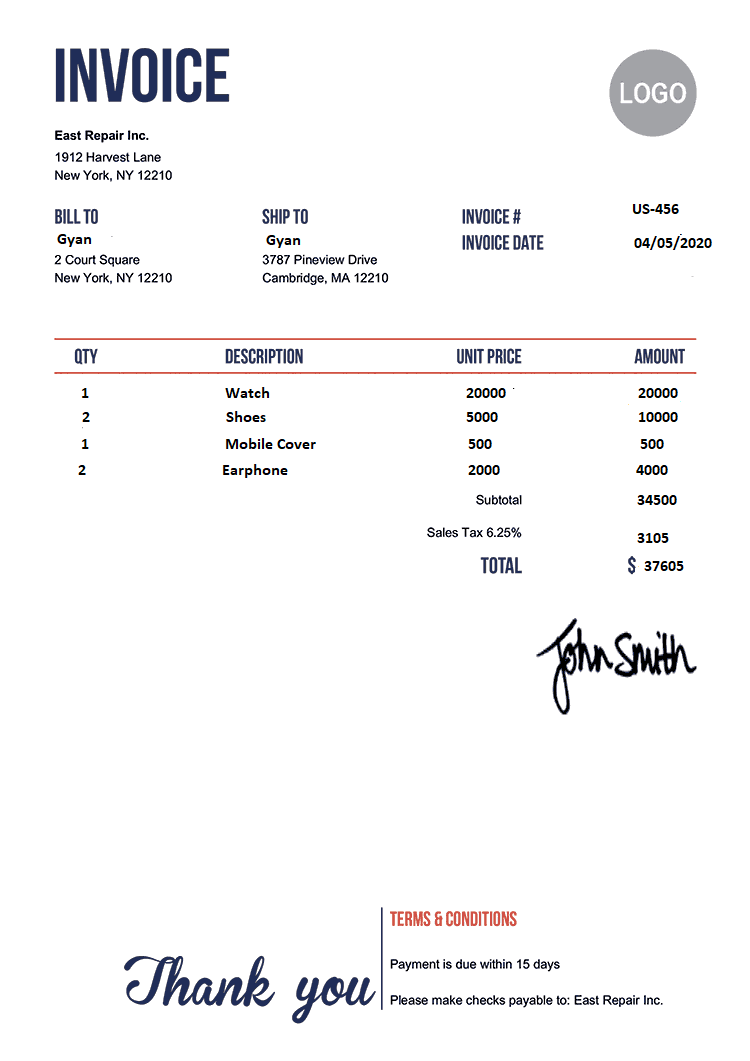 INVOICE
LOGO
East Repair Inc.
1912 Harvest Lane
New York, NY 12210
BILL TO SHIP TO INVOICE # US-456
Gyan Gyan INVOICE DATE 04/05/2020
2 Court Square 3787 Pineview Drive
New York, NY 12210 Cambridge, MA 12210
QTY DESCRIPTION UNIT PRICE AMOUNT
1 Watch 20000 20000
2 Shoes 5000 10000
1 Mobile Cover 500 500
2 Earphone 2000 4000
Subtotal 34500
Sales Tax 6.25% 3105
TOTAL $ 37605
John Smith
TERMS & CONDITIONS
Payment is due within 15 days
Thank you
Please make checks payable to: East Repair Inc.